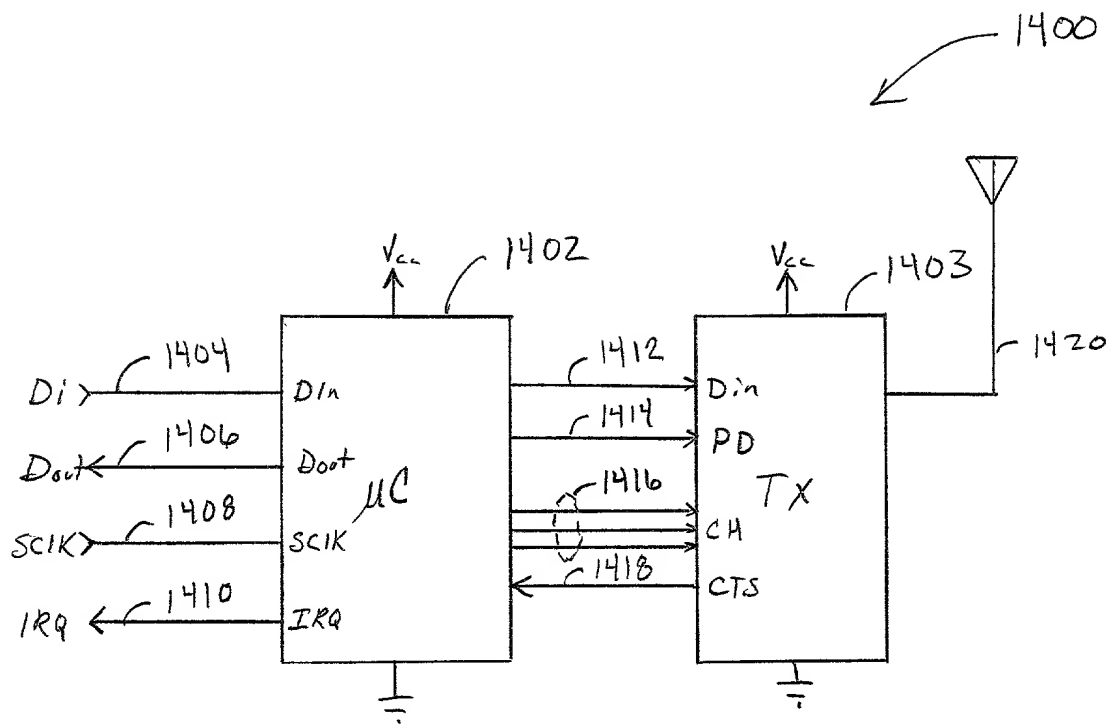 1400
Vcc
1402
Vcc
1403
1420
Di
1404
DIn
1412
Din
Dout
1406
Dout
1414
PD
μC
TX
SCIK
1408
SCIK
1416
CH
1418
CTS
IRQ
1410
IRQ